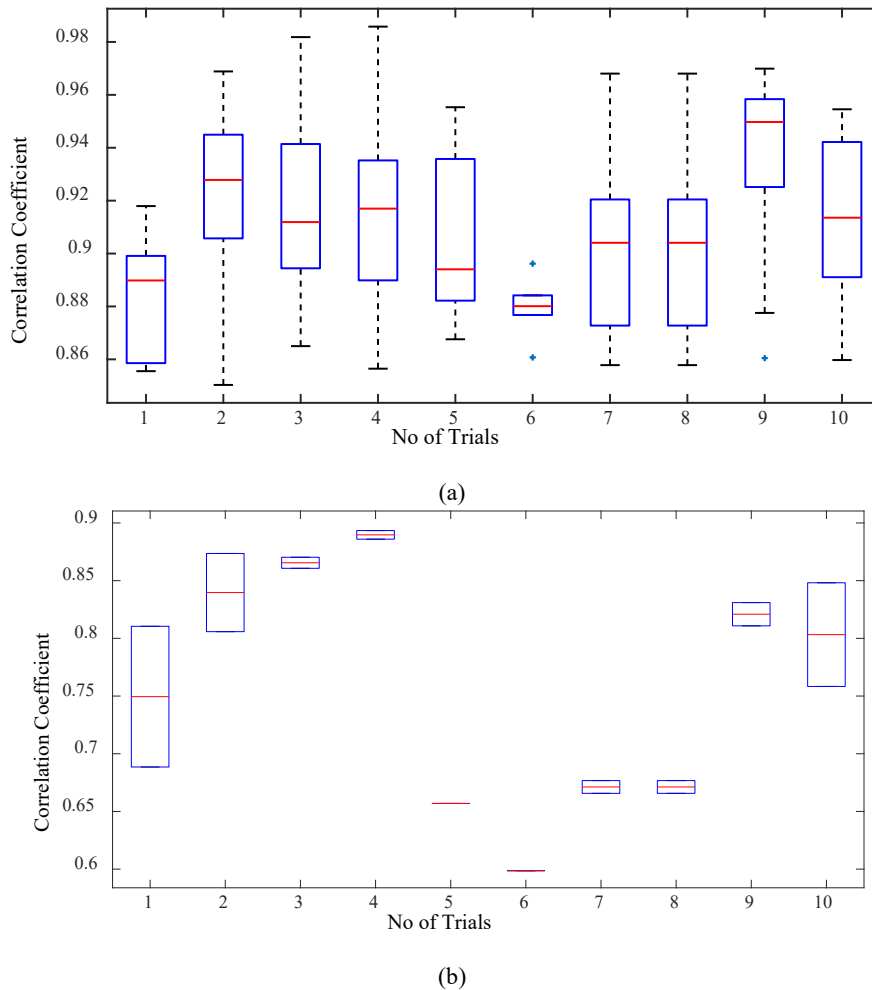 0.98
0.96
0.94
0.92
0.9
0.88
0.86
Correlation Coefficient
1 2 3 4 5 6 7 8 9 10
No of Trials
(a)
0.9
0.85
0.8
0.75
0.7
0.65
0.6
Correlation Coefficient
1 2 3 4 5 6 7 8 9 10
No of Trials
(b)